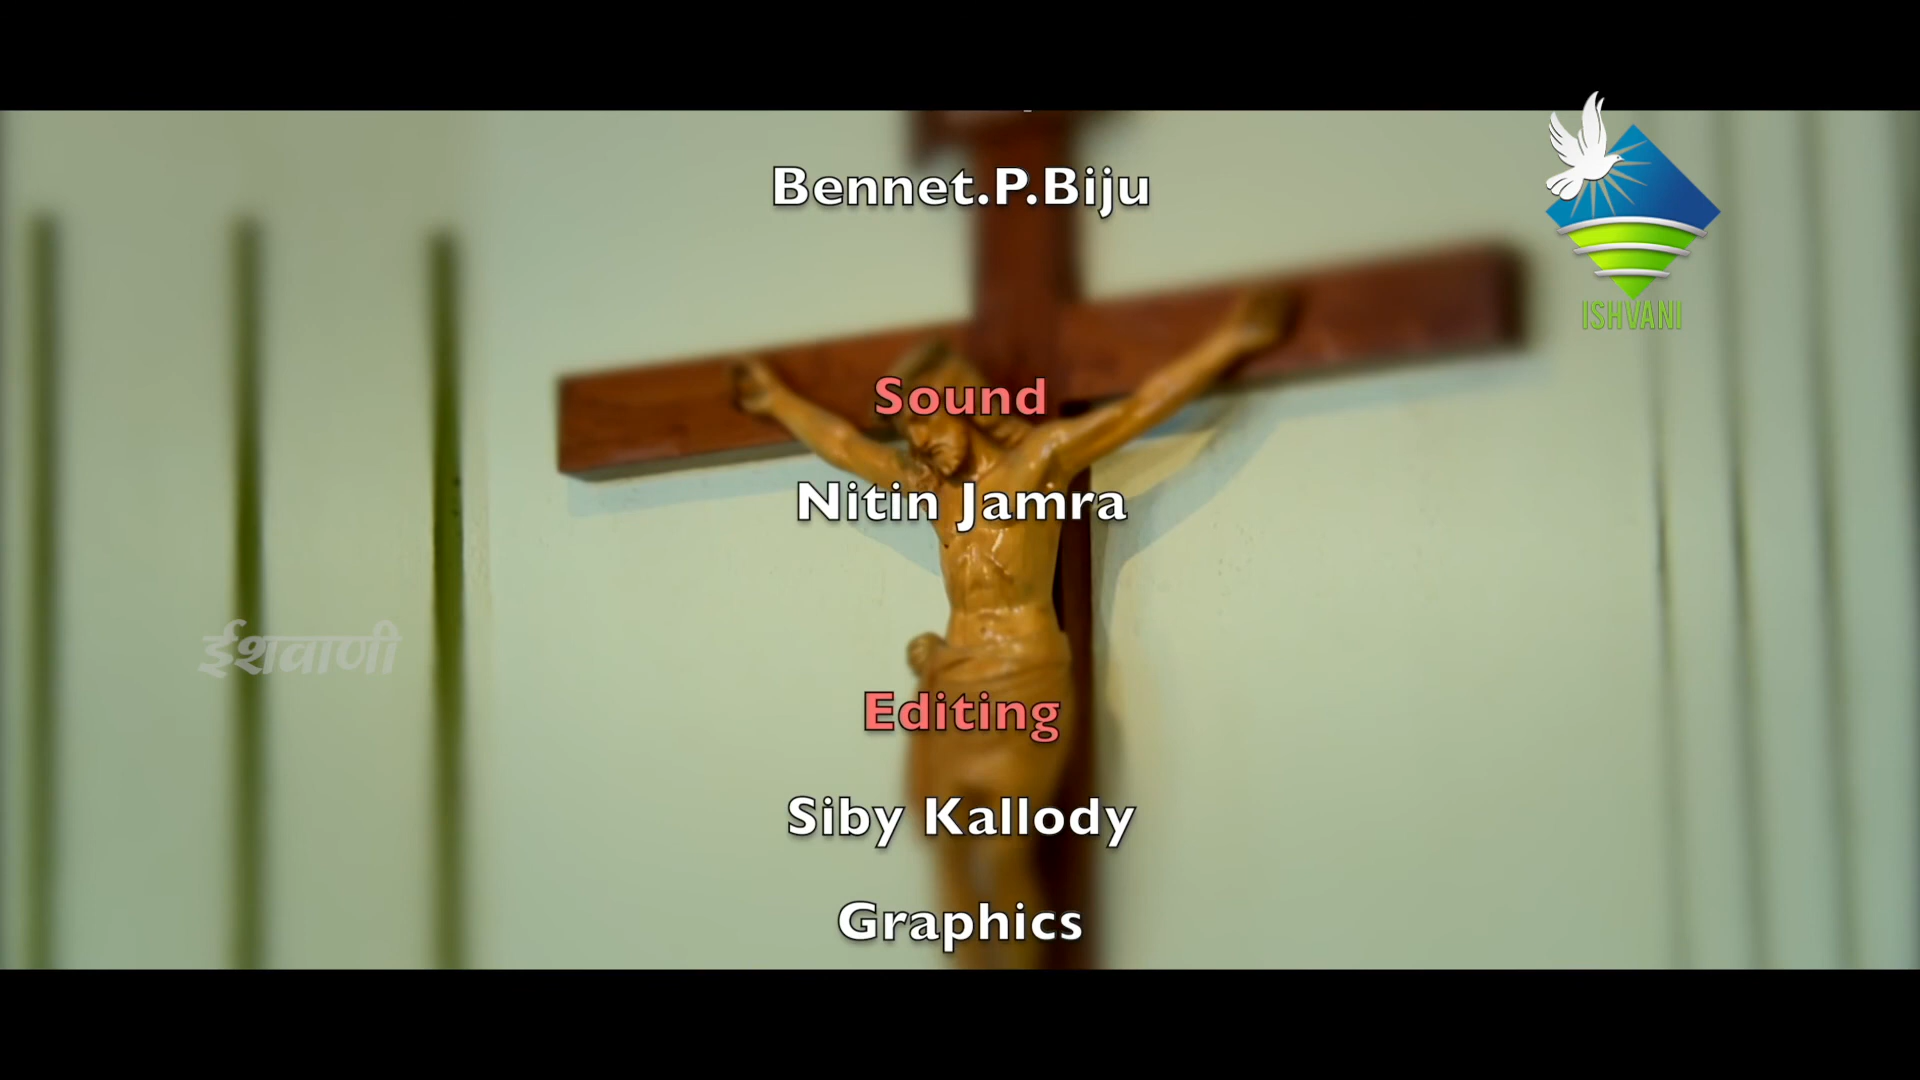 Bennet.P.Biju
ISHVANI
Sound
Nitin Jamra
ईशवाणी
Editing
Siby Kallody
Graphics